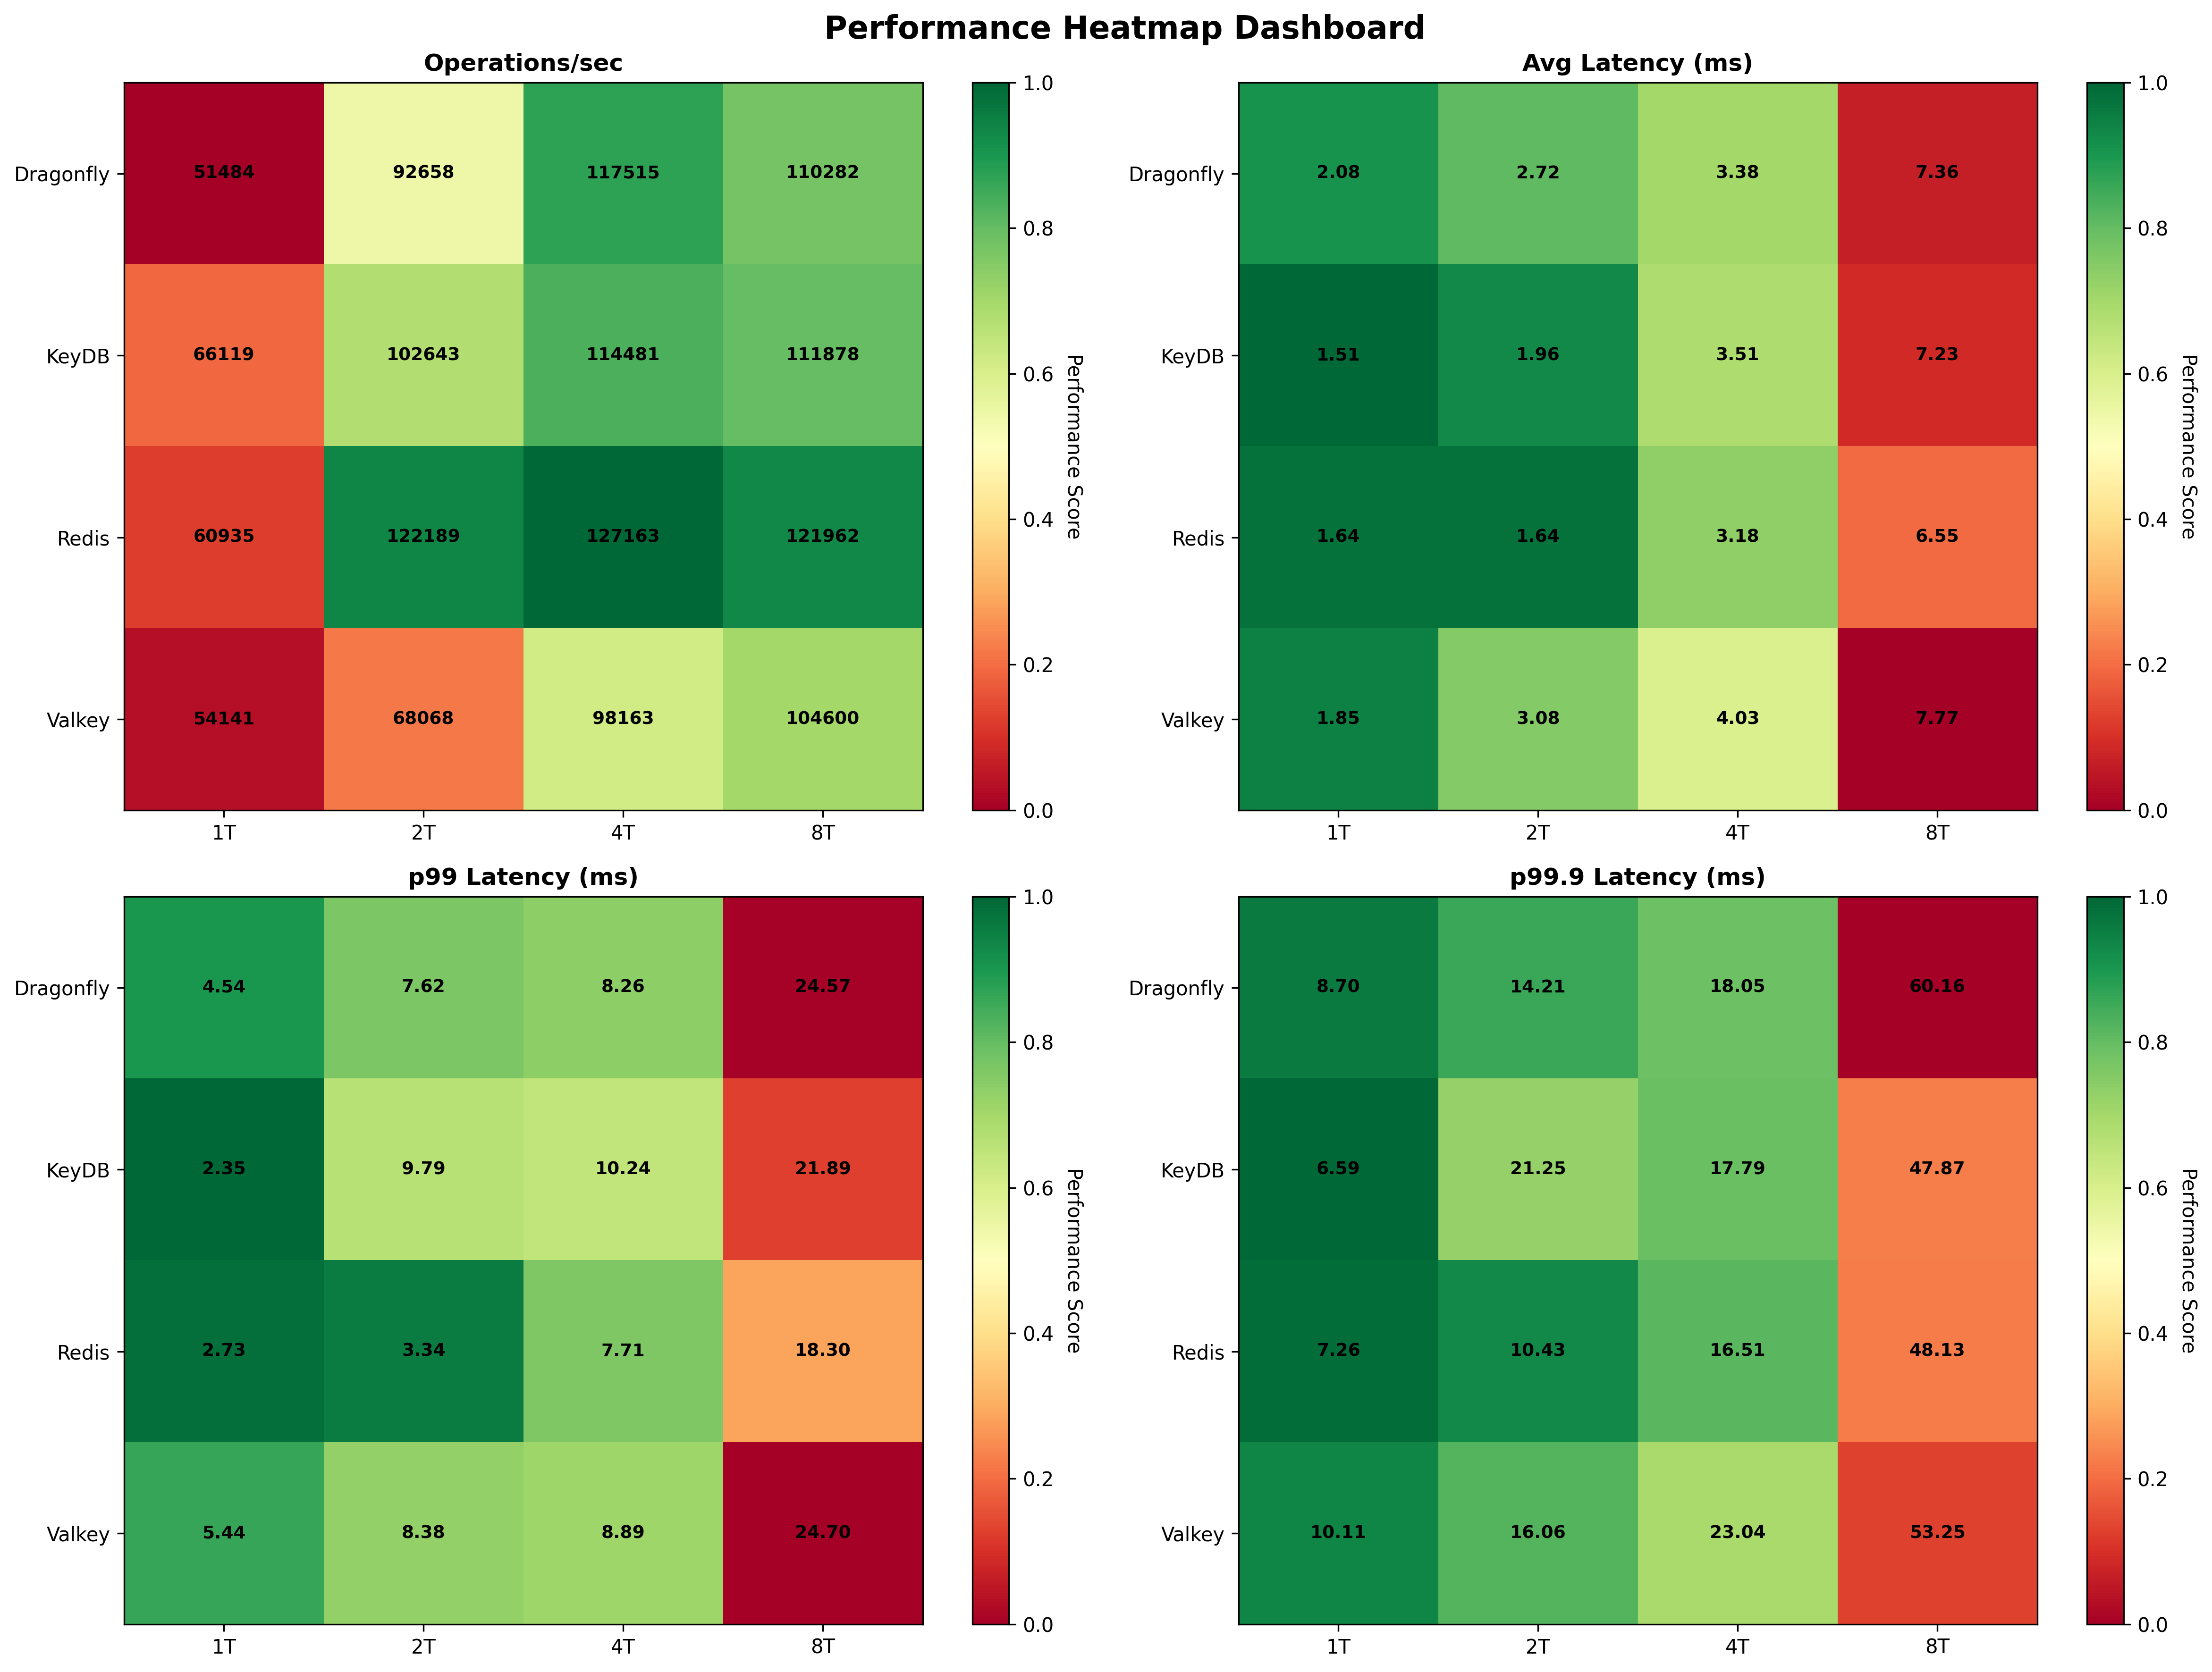 Performance Heatmap Dashboard
Operations/sec
Dragonfly 51484 92658 117515 110282
KeyDB 66119 102643 114481 111878
Redis 60935 122189 127163 121962
Valkey 54141 68068 98163 104600
1T 2T 4T 8T
1.0
0.8
0.6
0.4
0.2
0.0
Performance Score
Avg Latency (ms)
Dragonfly 2.08 2.72 3.38 7.36
KeyDB 1.51 1.96 3.51 7.23
Redis 1.64 1.64 3.18 6.55
Valkey 1.85 3.08 4.03 7.77
1T 2T 4T 8T
1.0
0.8
0.6
0.4
0.2
0.0
Performance Score
p99 Latency (ms)
Dragonfly 4.54 7.62 8.26 24.57
KeyDB 2.35 9.79 10.24 21.89
Redis 2.73 3.34 7.71 18.30
Valkey 5.44 8.38 8.89 24.70
1T 2T 4T 8T
1.0
0.8
0.6
0.4
0.2
0.0
Performance Score
p99.9 Latency (ms)
Dragonfly 8.70 14.21 18.05 60.16
KeyDB 6.59 21.25 17.79 47.87
Redis 7.26 10.43 16.51 48.13
Valkey 10.11 16.06 23.04 53.25
1T 2T 4T 8T
1.0
0.8
0.6
0.4
0.2
0.0
Performance Score